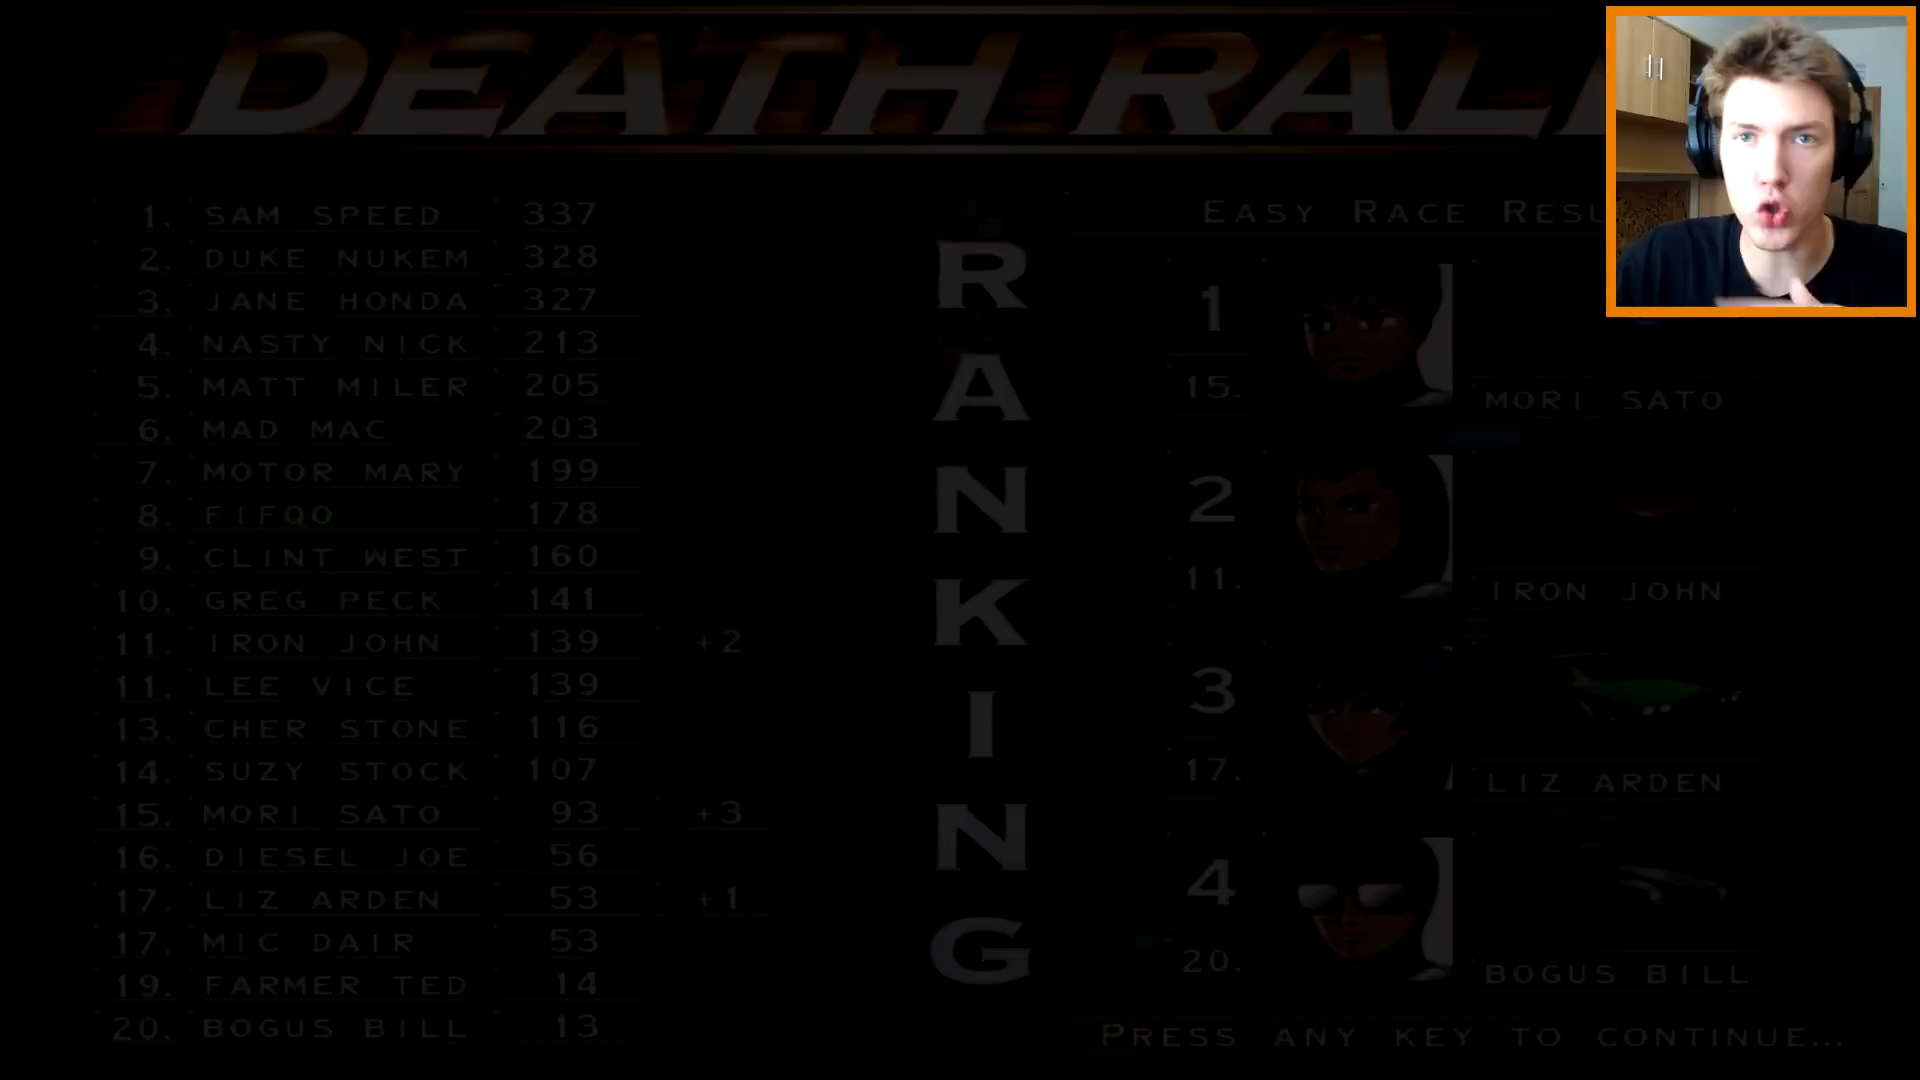 DEATH RAL
1. SAM SPEED 337
2. DUKE NUKEM 328
3. JANE HONDA 327
4. NASTY NICK 213
5. MATT MILER 205
6. MAD MAC 203
7. MOTOR MARY 199
8. FIFQO 178
9. CLINT WEST 160
10. GREG PECK 141
11. IRON JOHN 139 +2
11. LEE VICE 139
13. CHER STONE 116
14. SUZY STOCK 107
15. MORI SATO 93 +3
16. DIESEL JOE 56
17. LIZ ARDEN 53 +1
17. MIC DAIR 53
19. FARMER TED 14
20. BOGUS BILL 13
RANKING
EASY RACE RESU
1
15.
MORI SATO
2
11.
IRON JOHN
3
17.
LIZ ARDEN
4
20.
BOGUS BILL
PRESS ANY KEY TO CONTINUE...